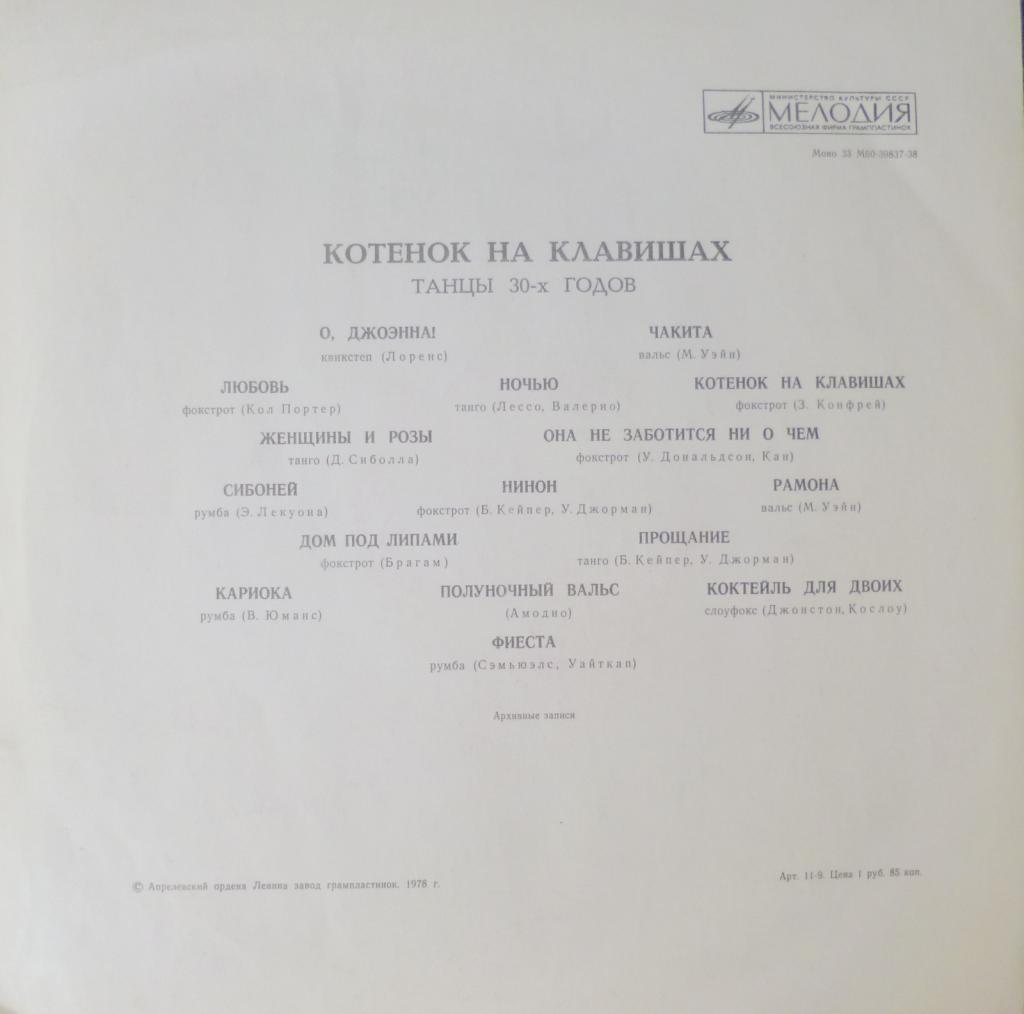 МИНИСТЕРСТВО КУЛЬТУРЫ СССР
МЕЛОДИЯ
ВСЕСОЮЗНАЯ ФИРМА ГРАМПЛАСТИНОК
Моно 33 М60-39837-38
КОТЕНОК НА КЛАВИШАХ
ТАНЦЫ 30-х ГОДОВ
О, ДЖОЭННА! ЧАКИТА
квикстеп (Лоренс) вальс (М. Уэйн)
ЛЮБОВЬ НОЧЬЮ КОТЕНОК НА КЛАВИШАХ
фокстрот (Кол Портер) танго (Лессо, Валерио) фокстрот (З. Конфрей)
ЖЕНЩИНЫ И РОЗЫ ОНА НЕ ЗАБОТИТСЯ НИ О ЧЕМ
танго (Д. Сиболла) фокстрот (У. Дональдсон, Кан)
СИБОНЕЙ НИНОН РАМОНА
румба (Э. Лекуона) фокстрот (Б. Кейпер, У. Джорман) вальс (М. Уэйн)
ДОМ ПОД ЛИПАМИ ПРОЩАНИЕ
фокстрот (Брагам) танго (Б. Кейпер, У. Джорман)
КАРИОКА ПОЛУНОЧНЫЙ ВАЛЬС КОКТЕЙЛЬ ДЛЯ ДВОИХ
румба (В. Юманс) (Амодио) слоуфокс (Джонстон, Кослоу)
ФИЕСТА
румба (Сэмьюэлс, Уайткап)
Архивные записи
© Апрелевский ордена Ленина завод грампластинок. 1978 г. Арт. 11-9. Цена 1 руб. 85 коп.